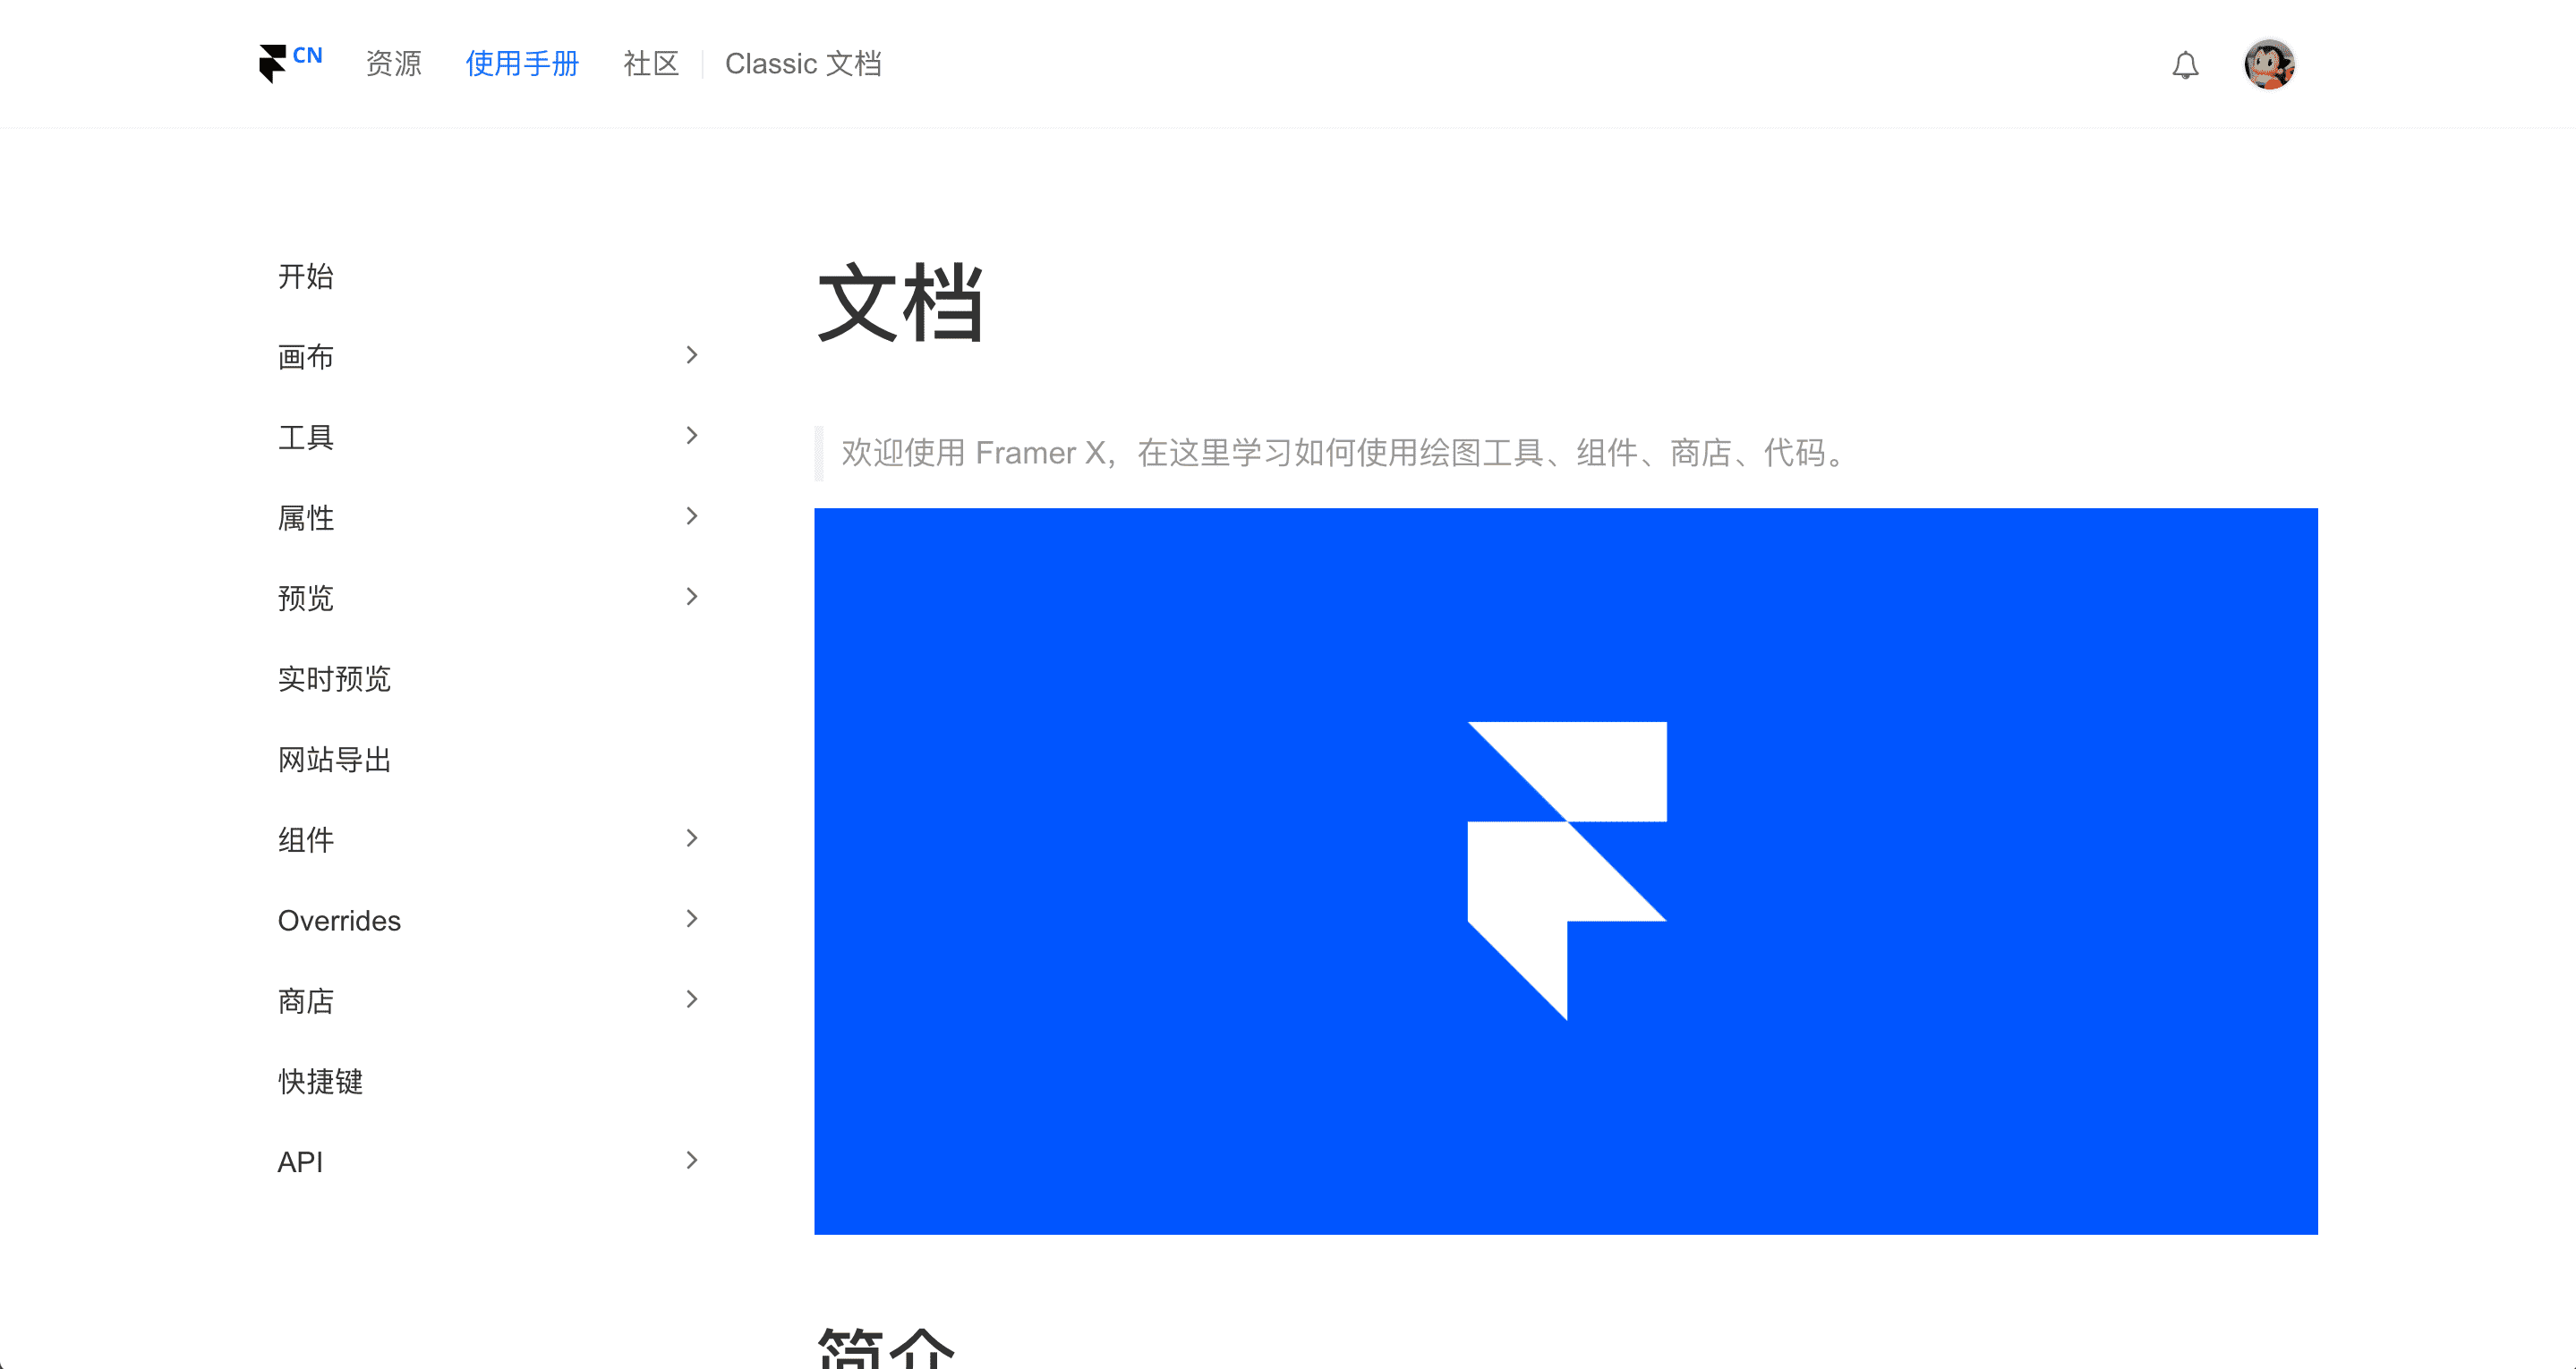 CN 资源 使用手册 社区 Classic 文档
开始
画布
工具
属性
预览
实时预览
网站导出
组件
Overrides
商店
快捷键
API
文档
欢迎使用 Framer X，在这里学习如何使用绘图工具、组件、商店、代码。
简介